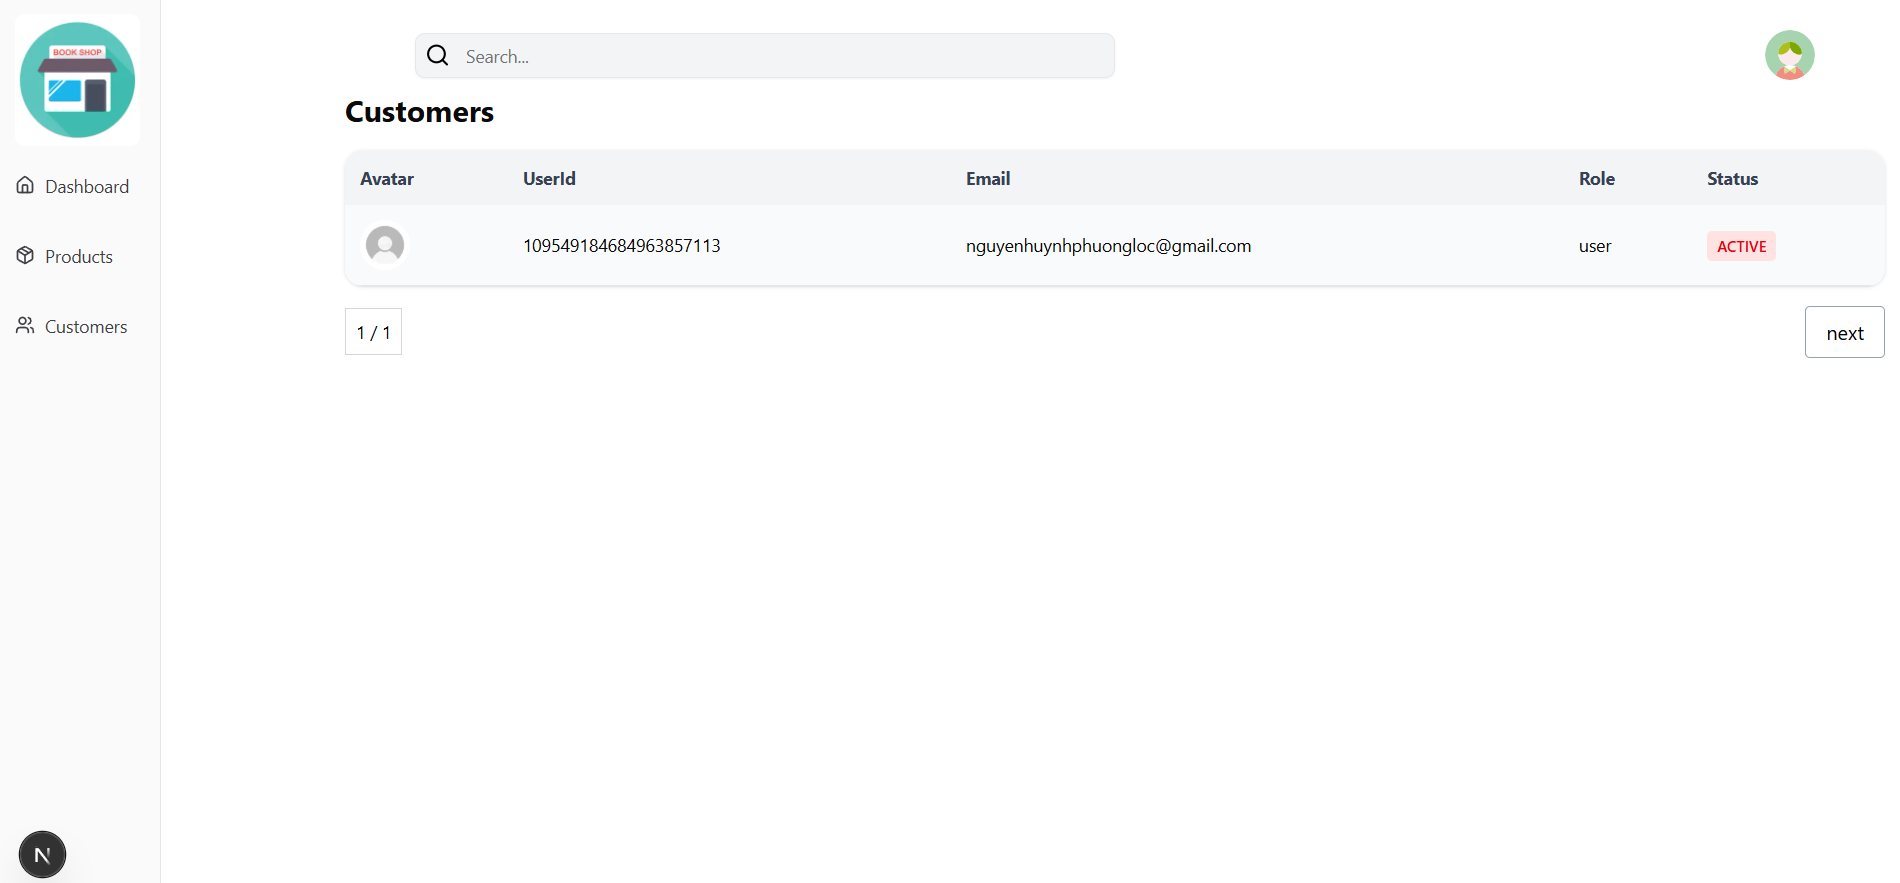 BOOK SHOP
Search...
Customers
Dashboard
Products
Customers
Avatar UserId Email Role Status
109549184684963857113 nguyenhuynhphuongloc@gmail.com user ACTIVE
1 / 1
next
N